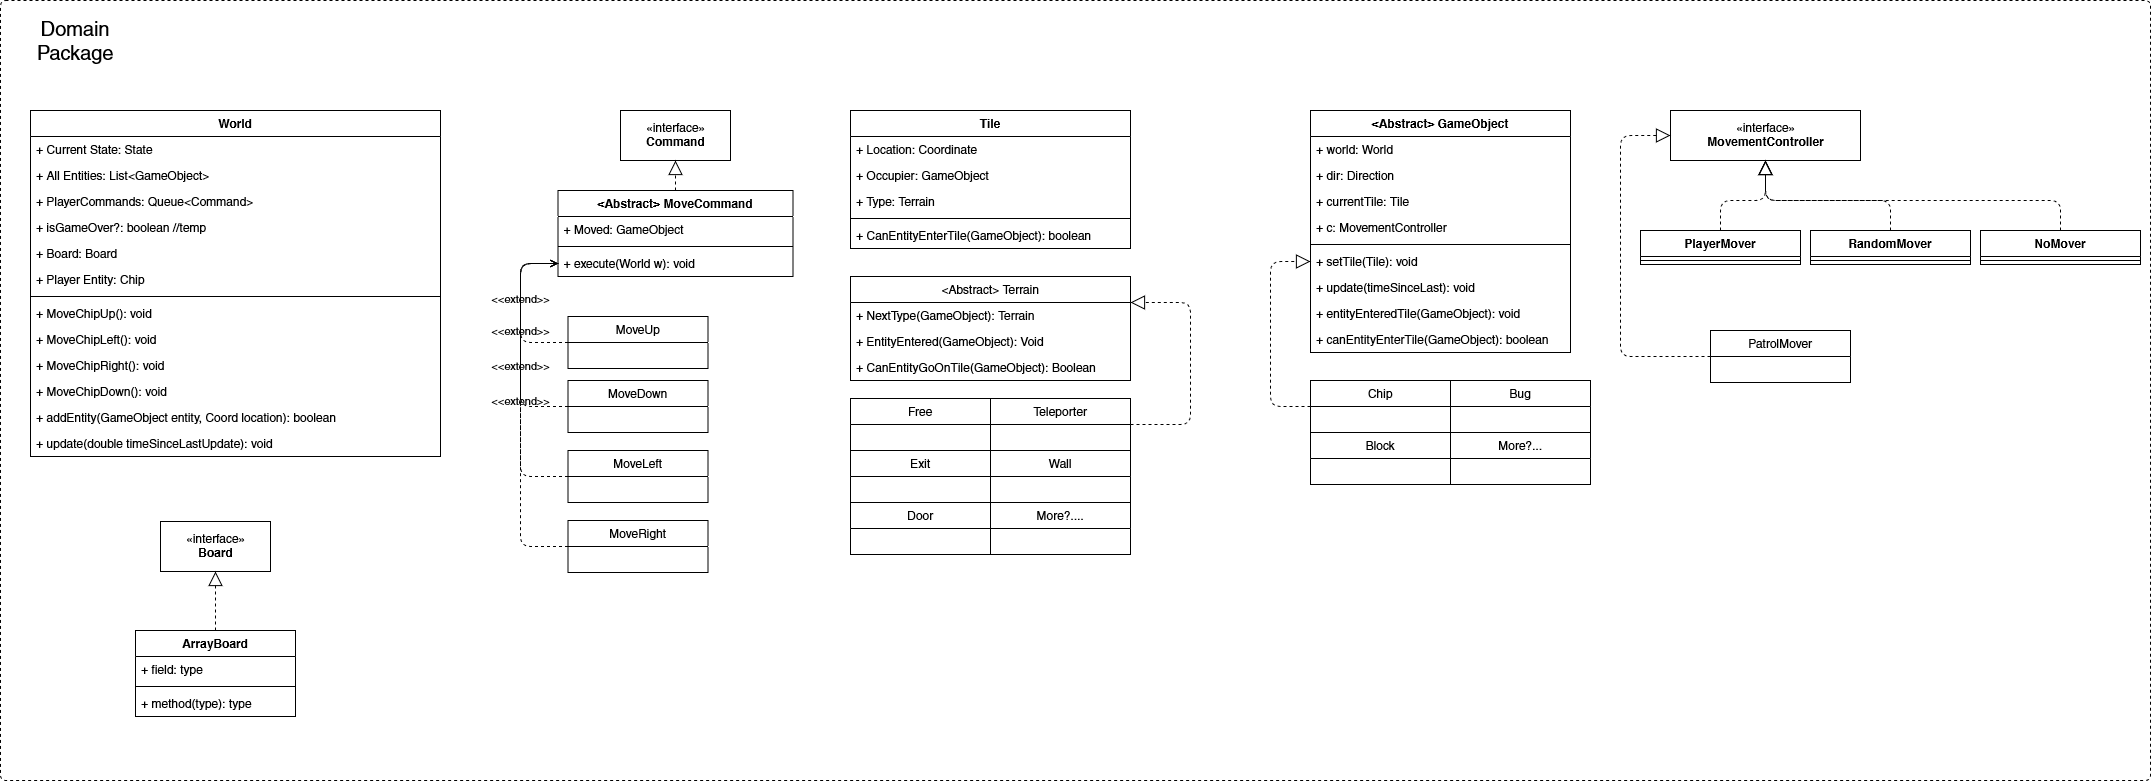 Domain
Package
World
+ Current State: State
+ All Entities: List<GameObject>
+ PlayerCommands: Queue<Command>
+ isGameOver?: boolean //temp
+ Board: Board
+ Player Entity: Chip
+ MoveChipUp(): void
+ MoveChipLeft(): void
+ MoveChipRight(): void
+ MoveChipDown(): void
+ addEntity(GameObject entity, Coord location): boolean
+ update(double timeSinceLastUpdate): void
«interface»
Board
ArrayBoard
+ field: type
+ method(type): type
«interface»
Command
<Abstract> MoveCommand
+ Moved: GameObject
+ execute(World w): void
<<extend>>
<<extend>>
<<extend>>
<<extend>>
MoveUp
MoveDown
MoveLeft
MoveRight
Tile
+ Location: Coordinate
+ Occupier: GameObject
+ Type: Terrain
+ CanEntityEnterTile(GameObject): boolean
<Abstract> Terrain
+ NextType(GameObject): Terrain
+ EntityEntered(GameObject): Void
+ CanEntityGoOnTile(GameObject): Boolean
Free
Teleporter
Exit
Wall
Door
More?....
<Abstract> GameObject
+ world: World
+ dir: Direction
+ currentTile: Tile
+ c: MovementController
+ setTile(Tile): void
+ update(timeSinceLast): void
+ entityEnteredTile(GameObject): void
+ canEntityEnterTile(GameObject): boolean
Chip
Bug
Block
More?...
«interface»
MovementController
PlayerMover
RandomMover
NoMover
PatrolMover